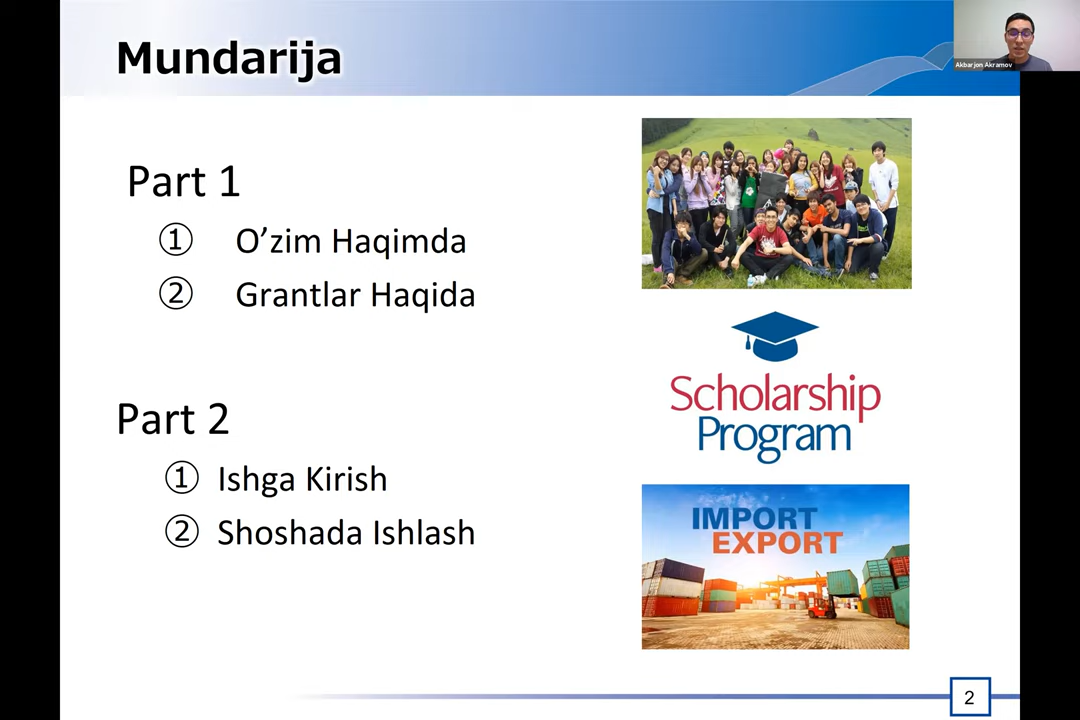 Mundarija
Akbarjon Akramov
Part 1
① O’zim Haqimda
② Grantlar Haqida
Part 2
① Ishga Kirish
② Shoshada Ishlash
Scholarship
Program
IMPORT
EXPORT
2